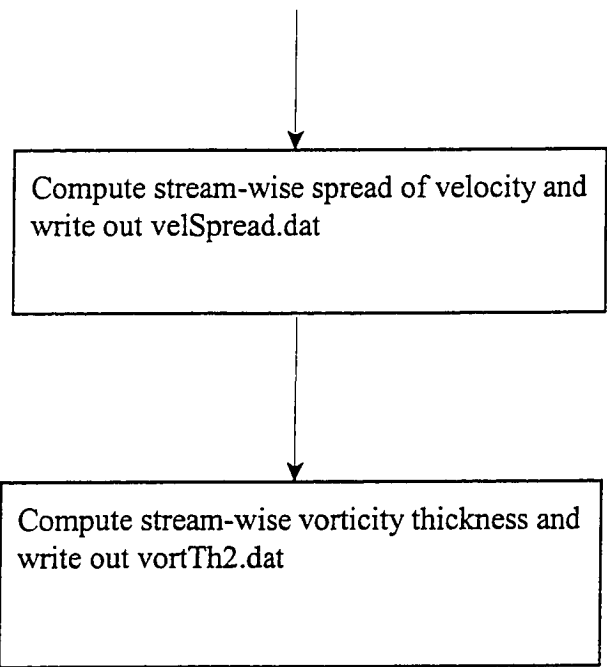 Compute stream-wise spread of velocity and
write out velSpread.dat
Compute stream-wise vorticity thickness and
write out vortTh2.dat